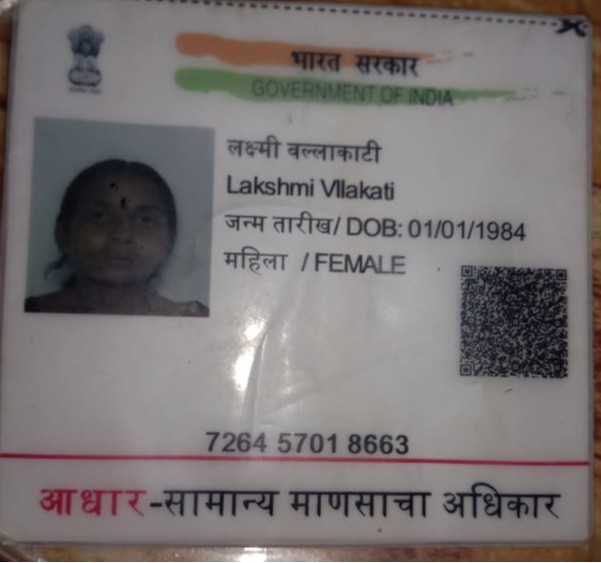 भारत सरकार
GOVERNMENT OF INDIA
लक्ष्मी वल्लाकाटी
Lakshmi Vllakati
जन्म तारीख/ DOB: 01/01/1984
महिला / FEMALE
7264 5701 8663
आधार-सामान्य माणसाचा अधिकार